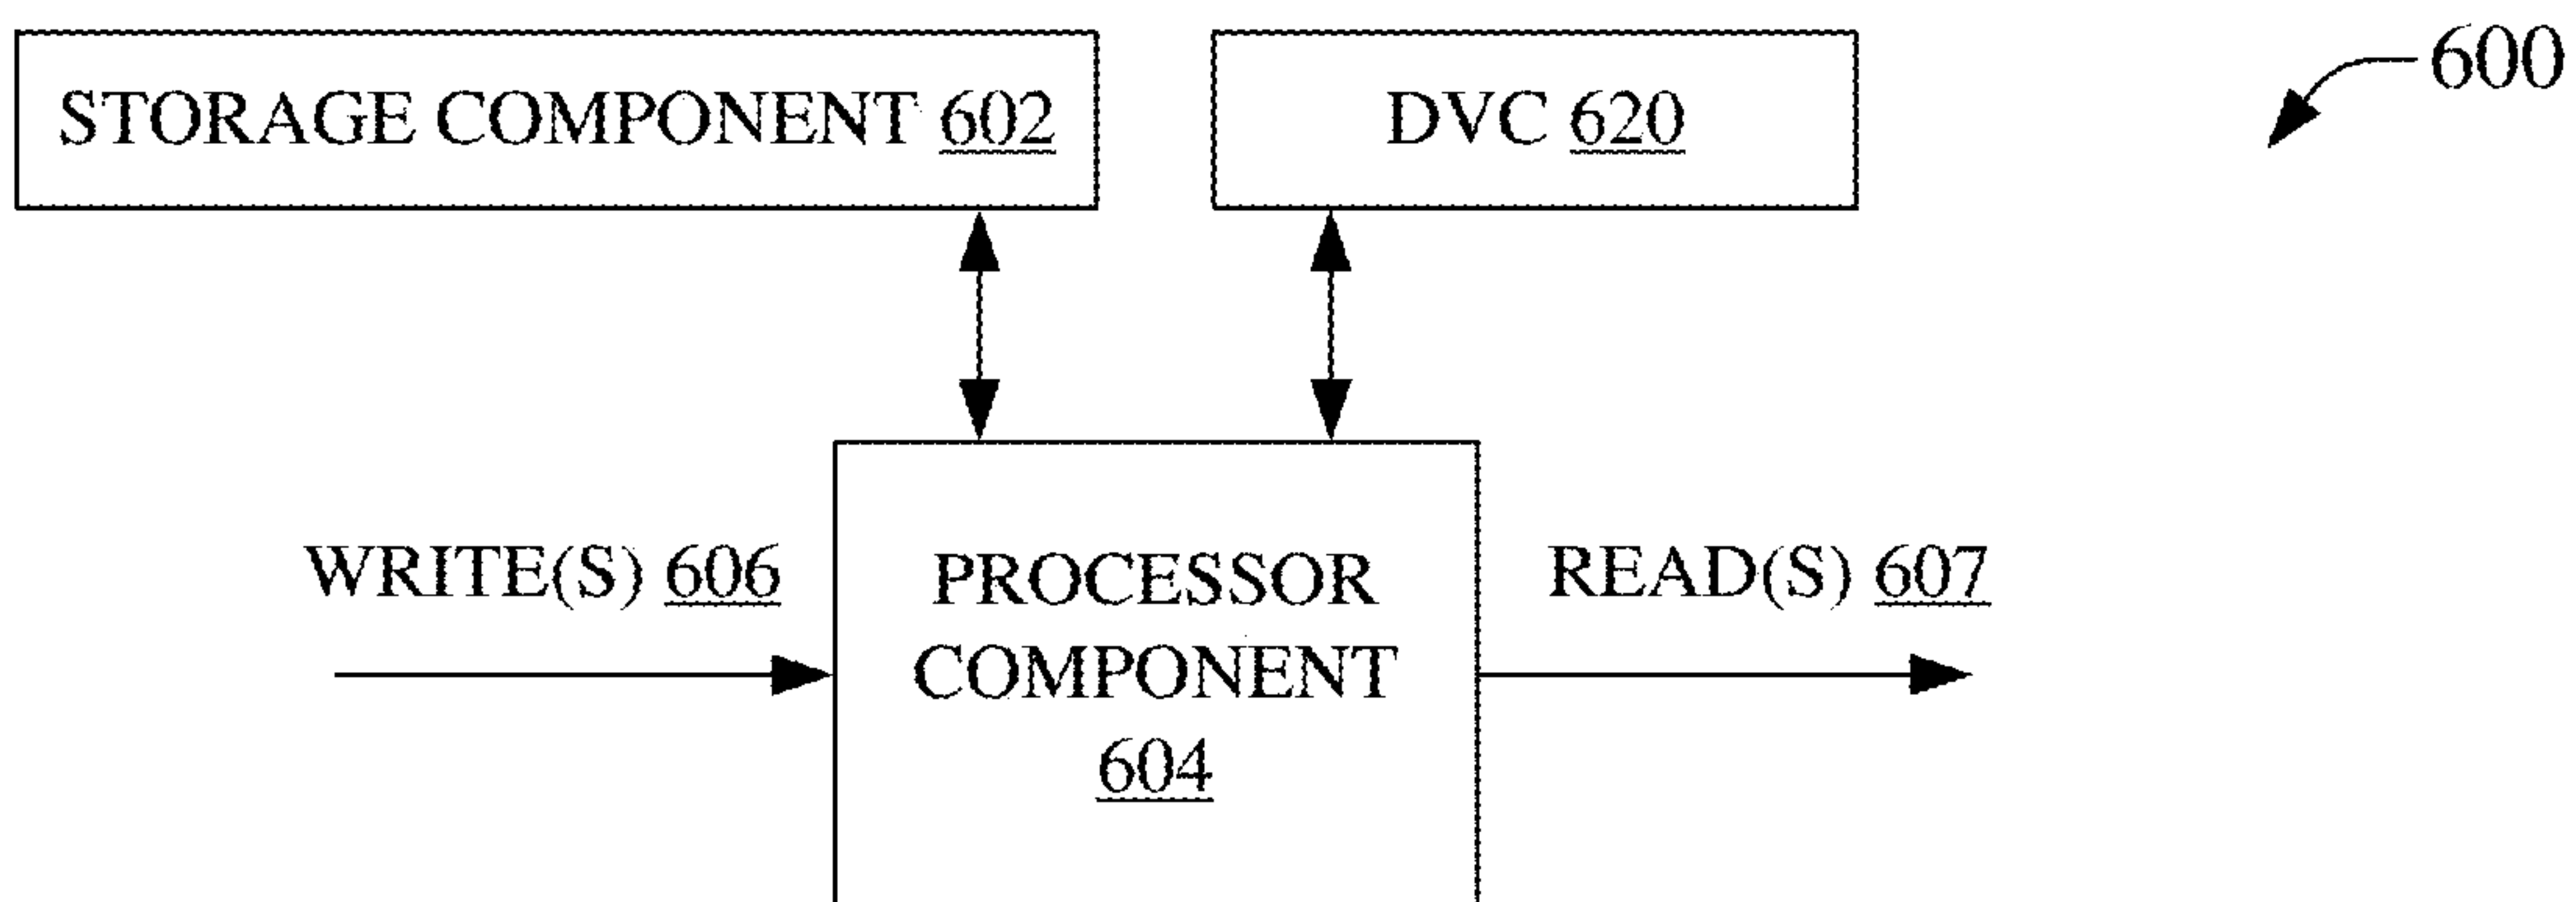 STORAGE COMPONENT 602
DVC 620
600
WRITE(S) 606
PROCESSOR
COMPONENT
604
READ(S) 607